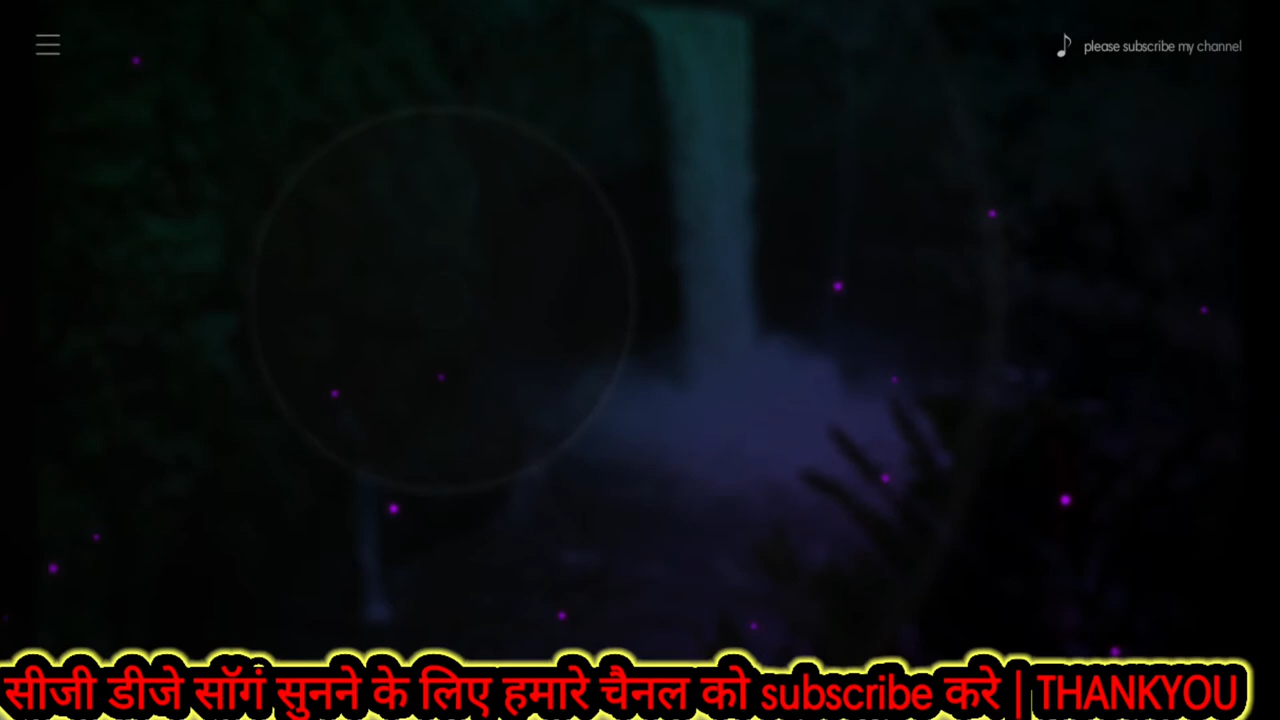 please subscribe my channel
सीजी डीजे सॉगं सुनने के लिए हमारे चैनल को subscribe करे | THANKYOU